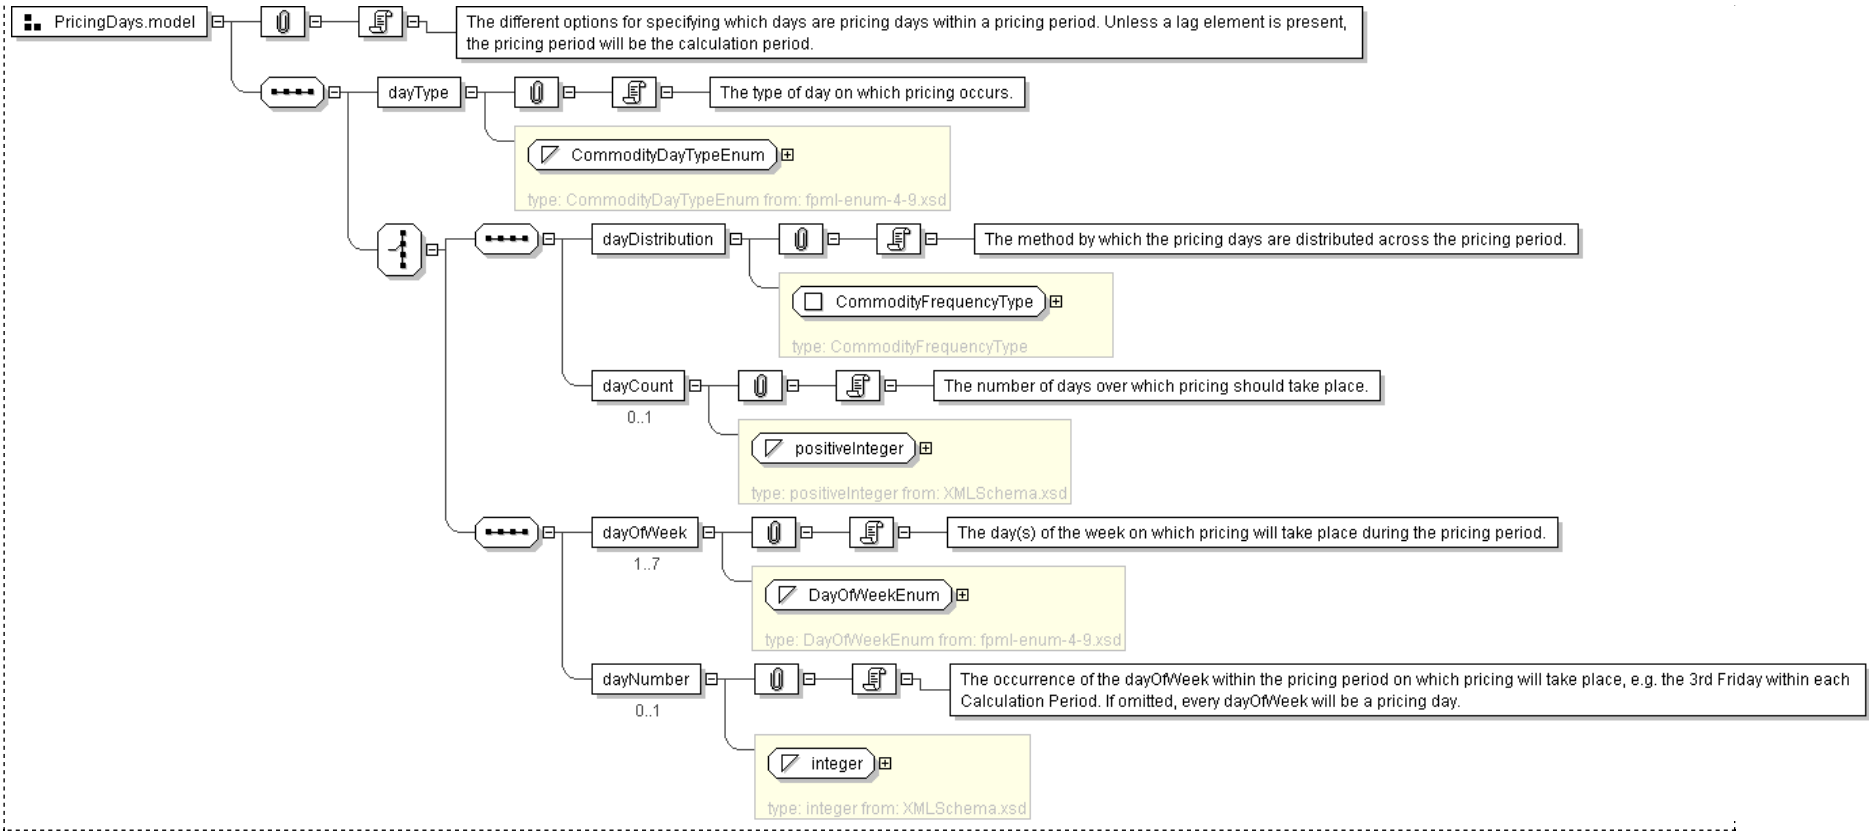 PricingDays.model
The different options for specifying which days are pricing days within a pricing period. Unless a lag element is present,
the pricing period will be the calculation period.
dayType
The type of day on which pricing occurs.
CommodityDayTypeEnum
type: CommodityDayTypeEnum from: fpml-enum-4-9.xsd
dayDistribution
The method by which the pricing days are distributed across the pricing period.
CommodityFrequencyType
type: CommodityFrequencyType
dayCount
The number of days over which pricing should take place.
0..1
positiveInteger
type: positiveInteger from: XMLSchema.xsd
dayOfWeek
The day(s) of the week on which pricing will take place during the pricing period.
1..7
DayOfWeekEnum
type: DayOfWeekEnum from: fpml-enum-4-9.xsd
dayNumber
The occurrence of the dayOfWeek within the pricing period on which pricing will take place, e.g. the 3rd Friday within each
Calculation Period. If omitted, every dayOfWeek will be a pricing day.
0..1
integer
type: integer from: XMLSchema.xsd